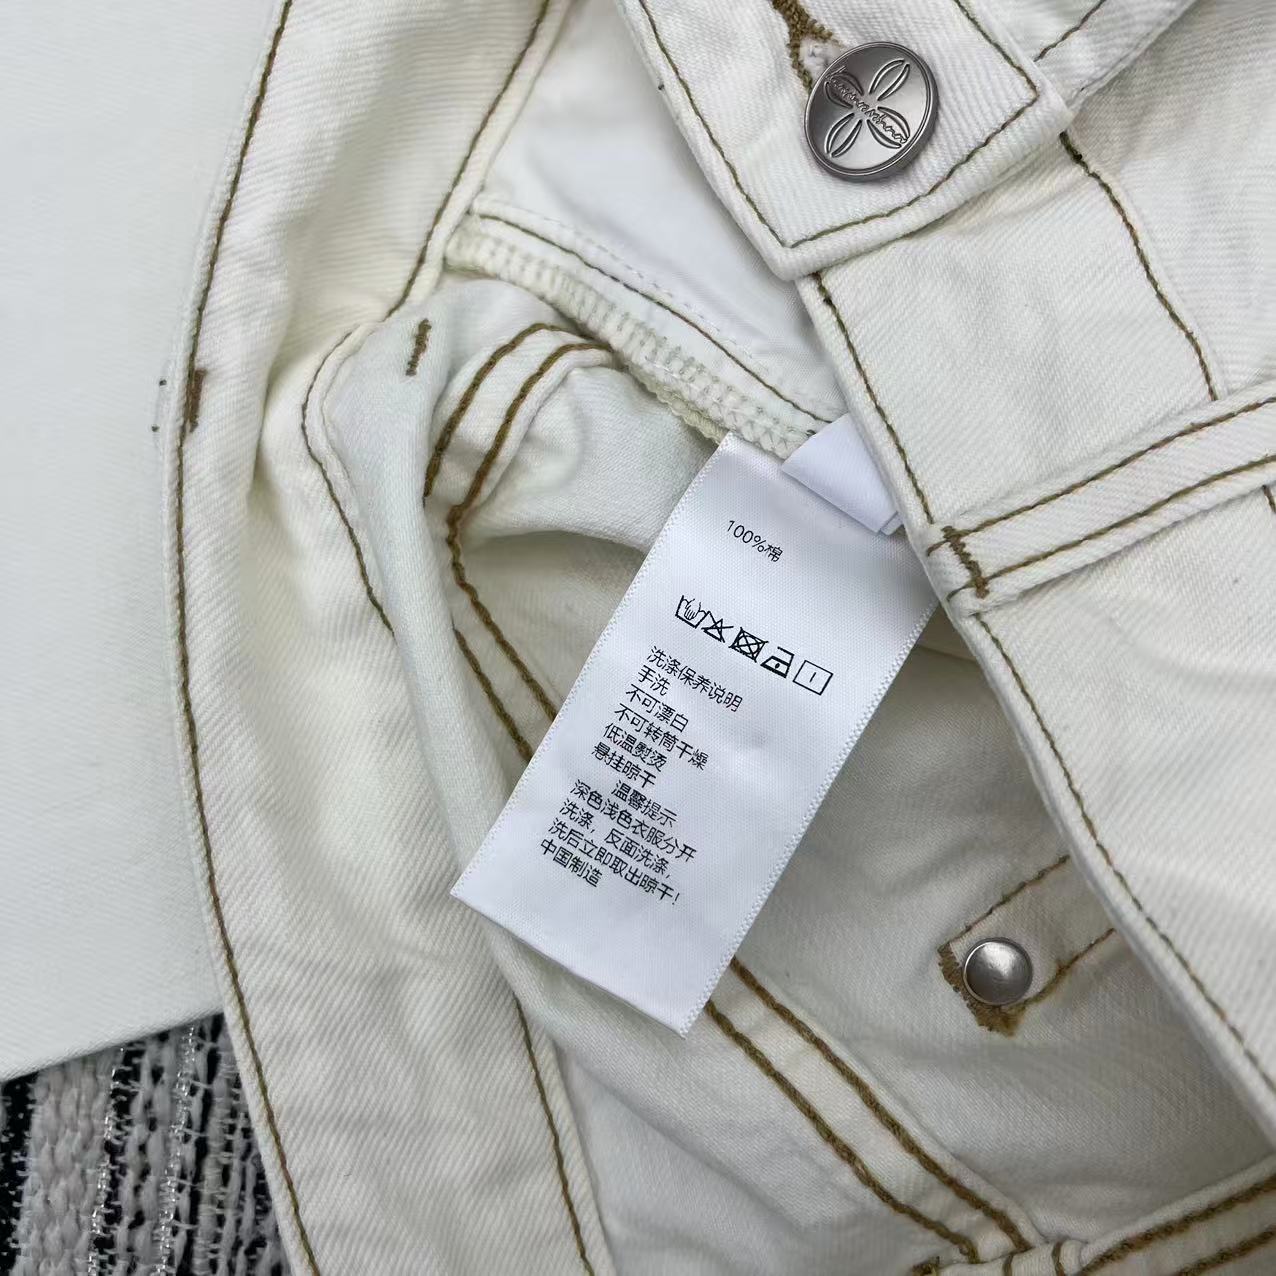 100%棉
洗涤保养说明
手洗
不可漂白
不可转筒干燥
低温熨烫
悬挂晾干
温馨提示
深色浅色衣服分开
洗涤，反面洗涤，
洗后立即取出晾干！
中国制造